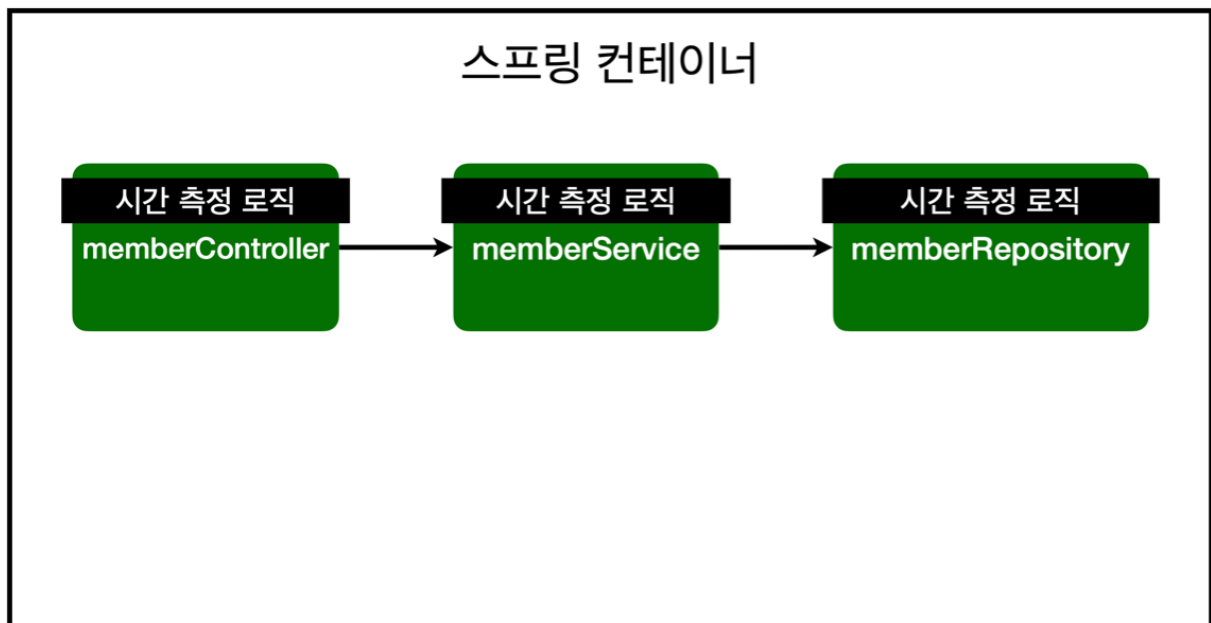 스프링 컨테이너
시간 측정 로직
memberController
시간 측정 로직
memberService
시간 측정 로직
memberRepository